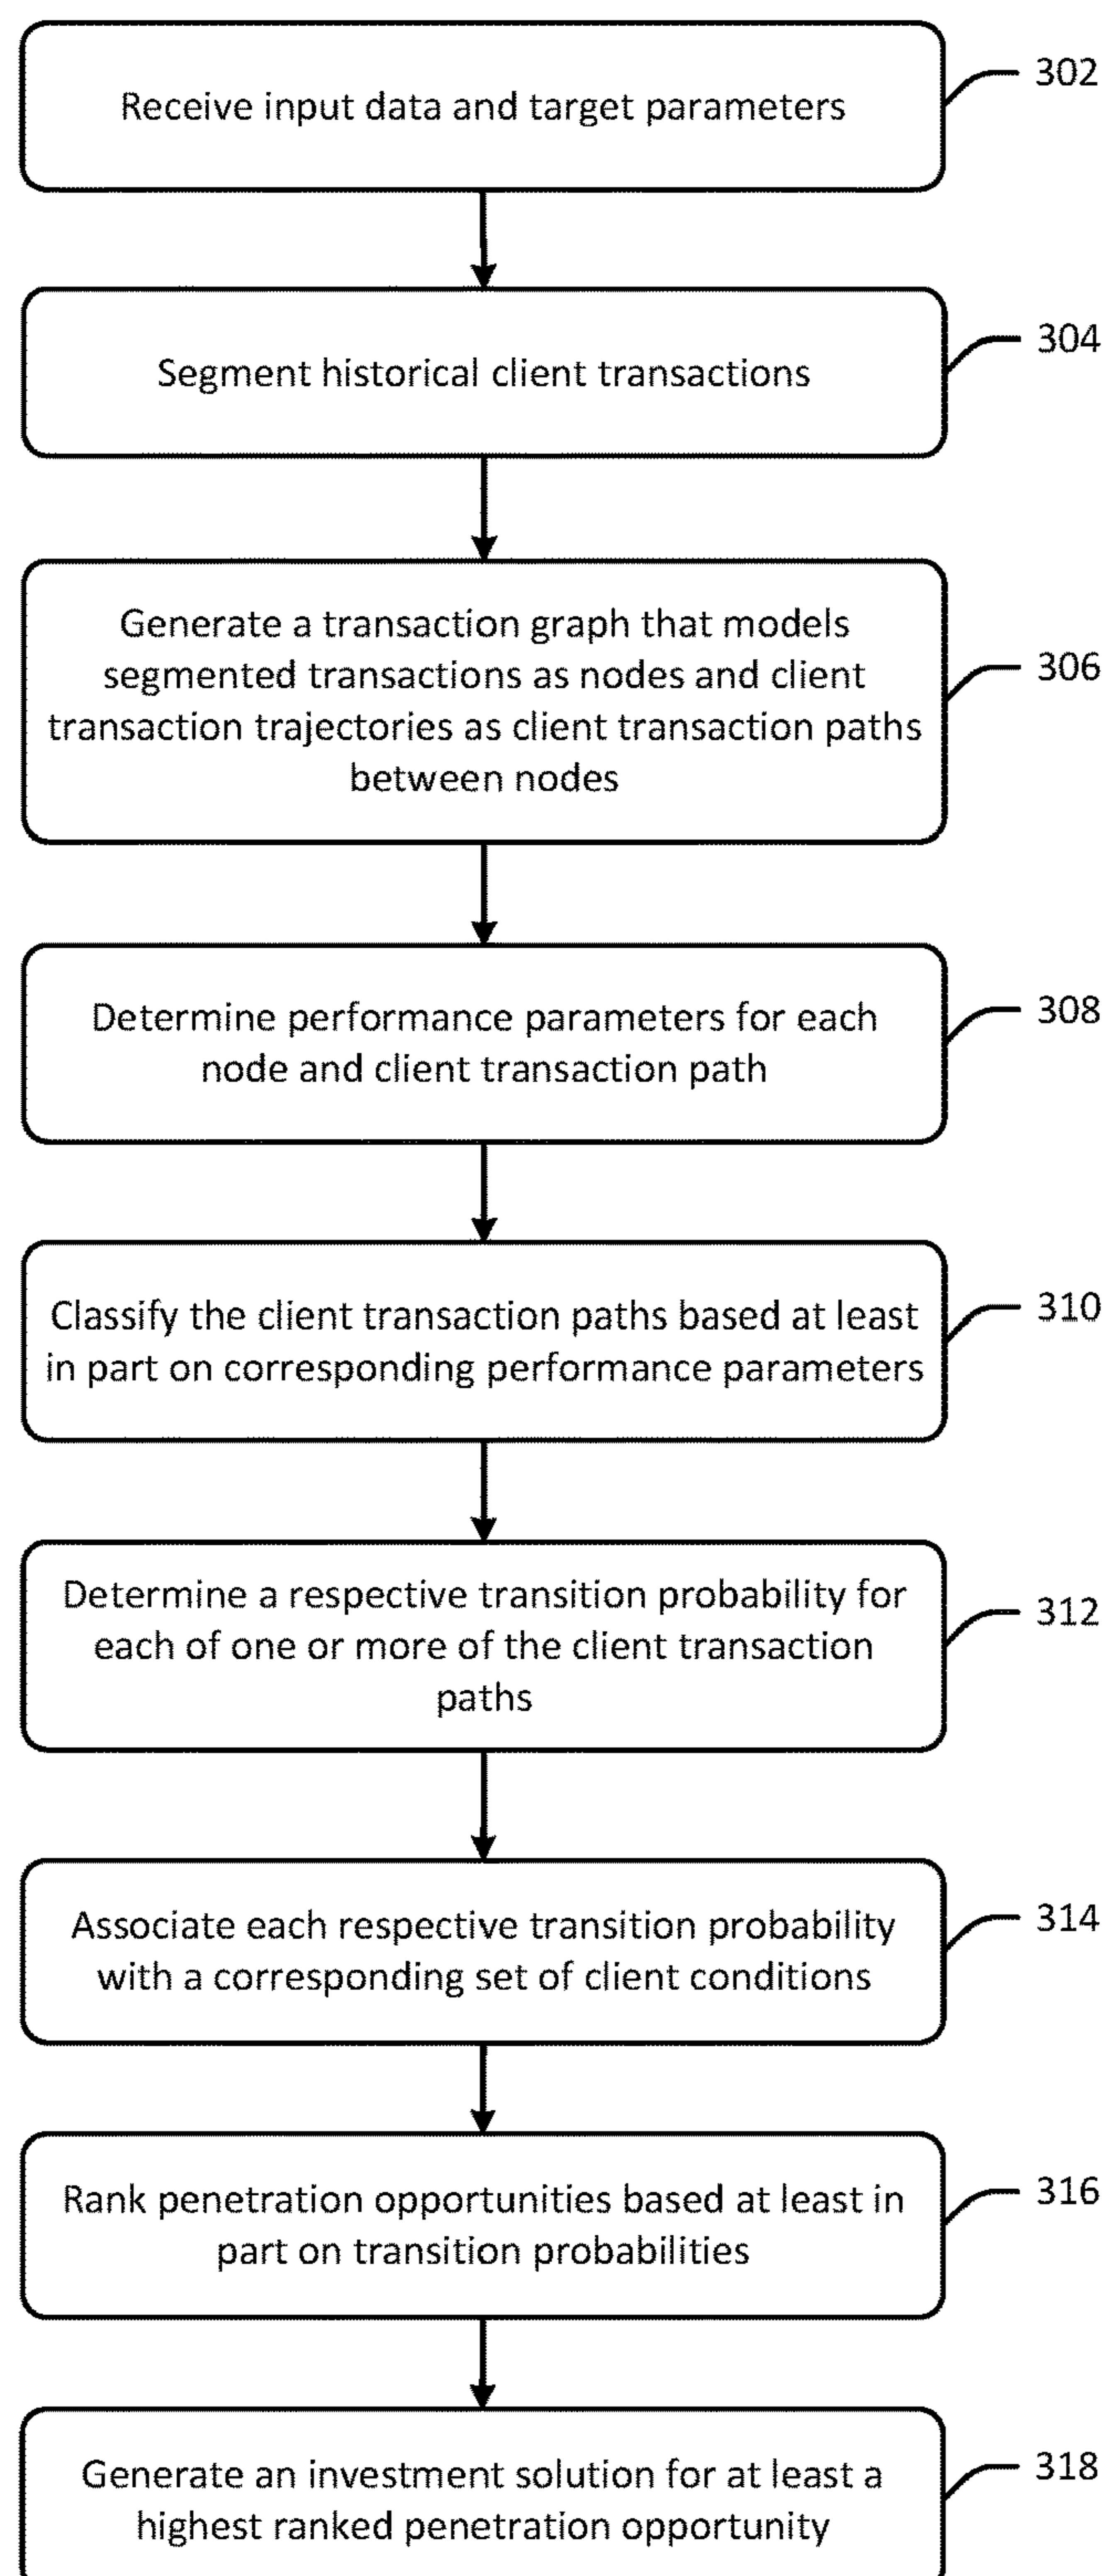 Receive input data and target parameters
302
Segment historical client transactions
304
Generate a transaction graph that models
segmented transactions as nodes and client
transaction trajectories as client transaction paths
between nodes
306
Determine performance parameters for each
node and client transaction path
308
Classify the client transaction paths based at least
in part on corresponding performance parameters
310
Determine a respective transition probability for
each of one or more of the client transaction
paths
312
Associate each respective transition probability
with a corresponding set of client conditions
314
Rank penetration opportunities based at least in
part on transition probabilities
316
Generate an investment solution for at least a
highest ranked penetration opportunity
318